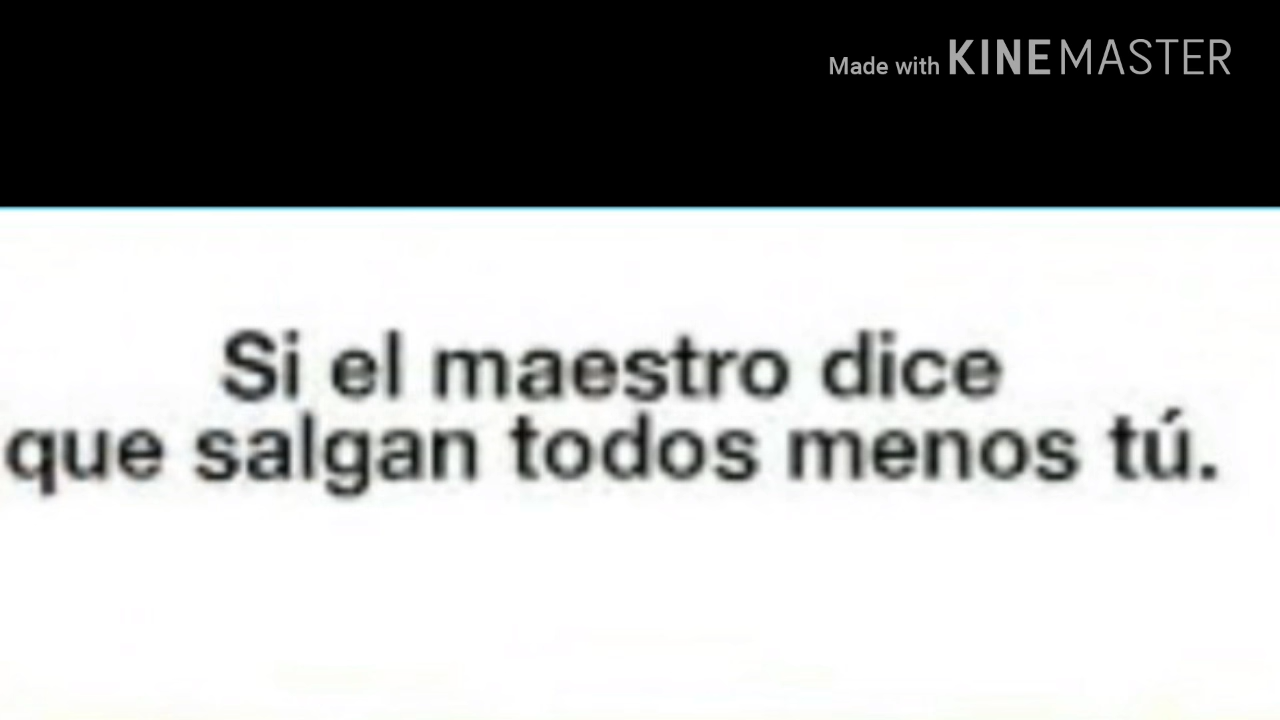 Made with KINEMASTER
Si el maestro dice
que salgan todos menos tú.